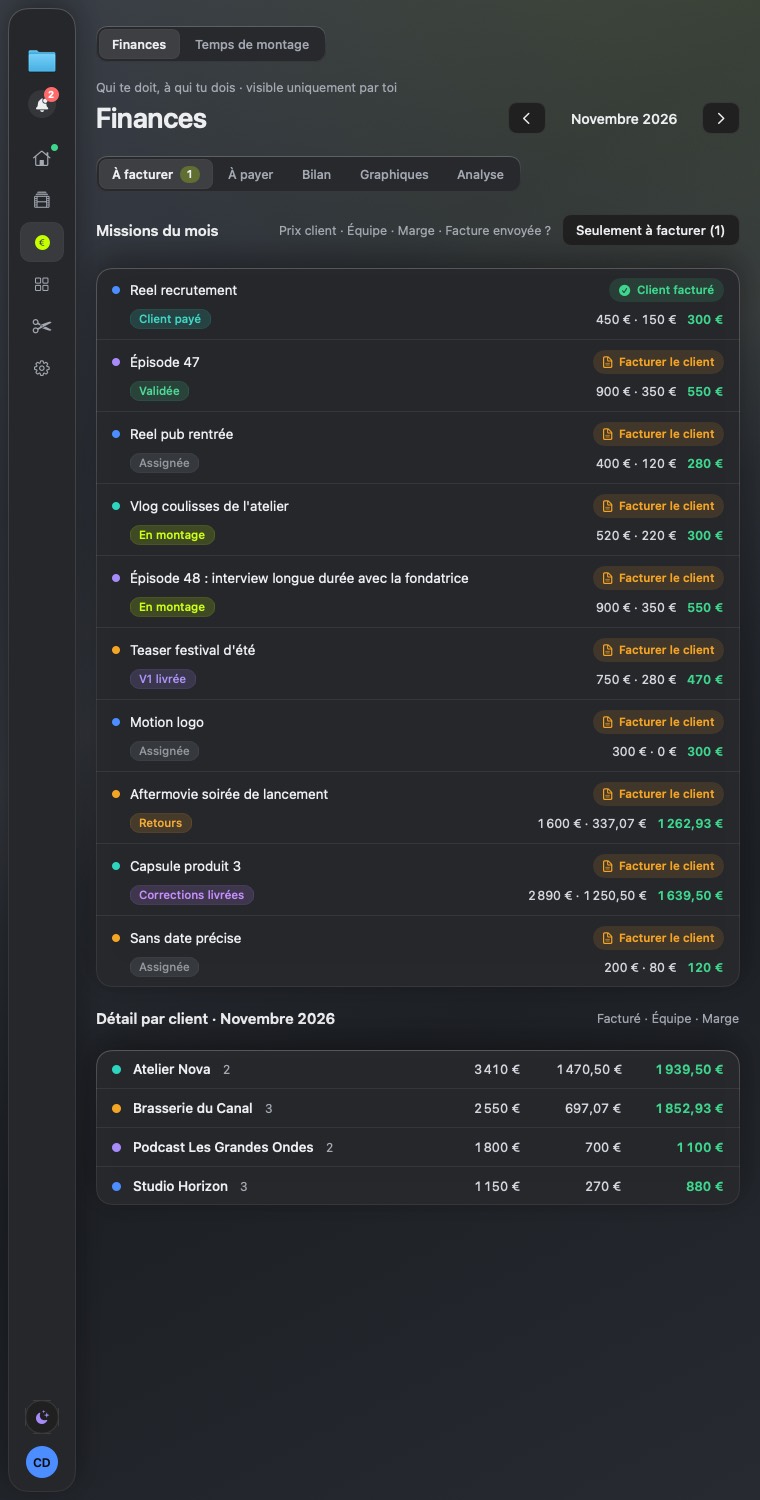 Finances Temps de montage
2
Qui te doit, à qui tu dois · visible uniquement par toi
Finances
Novembre 2026
À facturer 1 À payer Bilan Graphiques Analyse
Missions du mois Prix client · Équipe · Marge · Facture envoyée ? Seulement à facturer (1)
Reel recrutement Client facturé
Client payé 450 € · 150 € 300 €
Épisode 47 Facturer le client
Validée 900 € · 350 € 550 €
Reel pub rentrée Facturer le client
Assignée 400 € · 120 € 280 €
Vlog coulisses de l'atelier Facturer le client
En montage 520 € · 220 € 300 €
Épisode 48 : interview longue durée avec la fondatrice Facturer le client
En montage 900 € · 350 € 550 €
Teaser festival d'été Facturer le client
V1 livrée 750 € · 280 € 470 €
Motion logo Facturer le client
Assignée 300 € · 0 € 300 €
Aftermovie soirée de lancement Facturer le client
Retours 1 600 € · 337,07 € 1 262,93 €
Capsule produit 3 Facturer le client
Corrections livrées 2 890 € · 1 250,50 € 1 639,50 €
Sans date précise Facturer le client
Assignée 200 € · 80 € 120 €
Détail par client · Novembre 2026 Facturé · Équipe · Marge
Atelier Nova 2 3 410 € 1 470,50 € 1 939,50 €
Brasserie du Canal 3 2 550 € 697,07 € 1 852,93 €
Podcast Les Grandes Ondes 2 1 800 € 700 € 1 100 €
Studio Horizon 3 1 150 € 270 € 880 €
CD